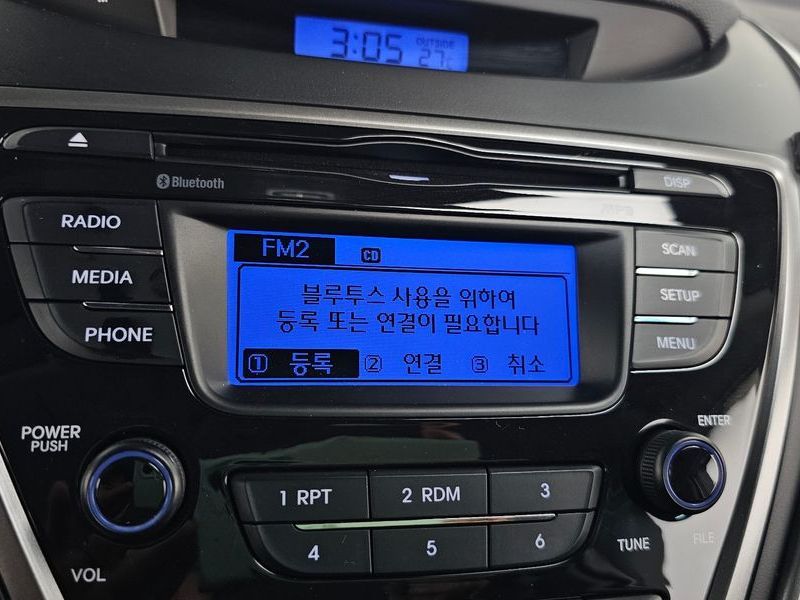 3:05 OUTSIDE 27c
Bluetooth
DISP
RADIO
MEDIA
PHONE
FM2 CD
블루투스 사용을 위하여
등록 또는 연결이 필요합니다
1 등록 2 연결 3 취소
SCAN
SETUP
MENU
POWER
PUSH
VOL
1 RPT 2 RDM 3
4 5 6
ENTER
TUNE FILE